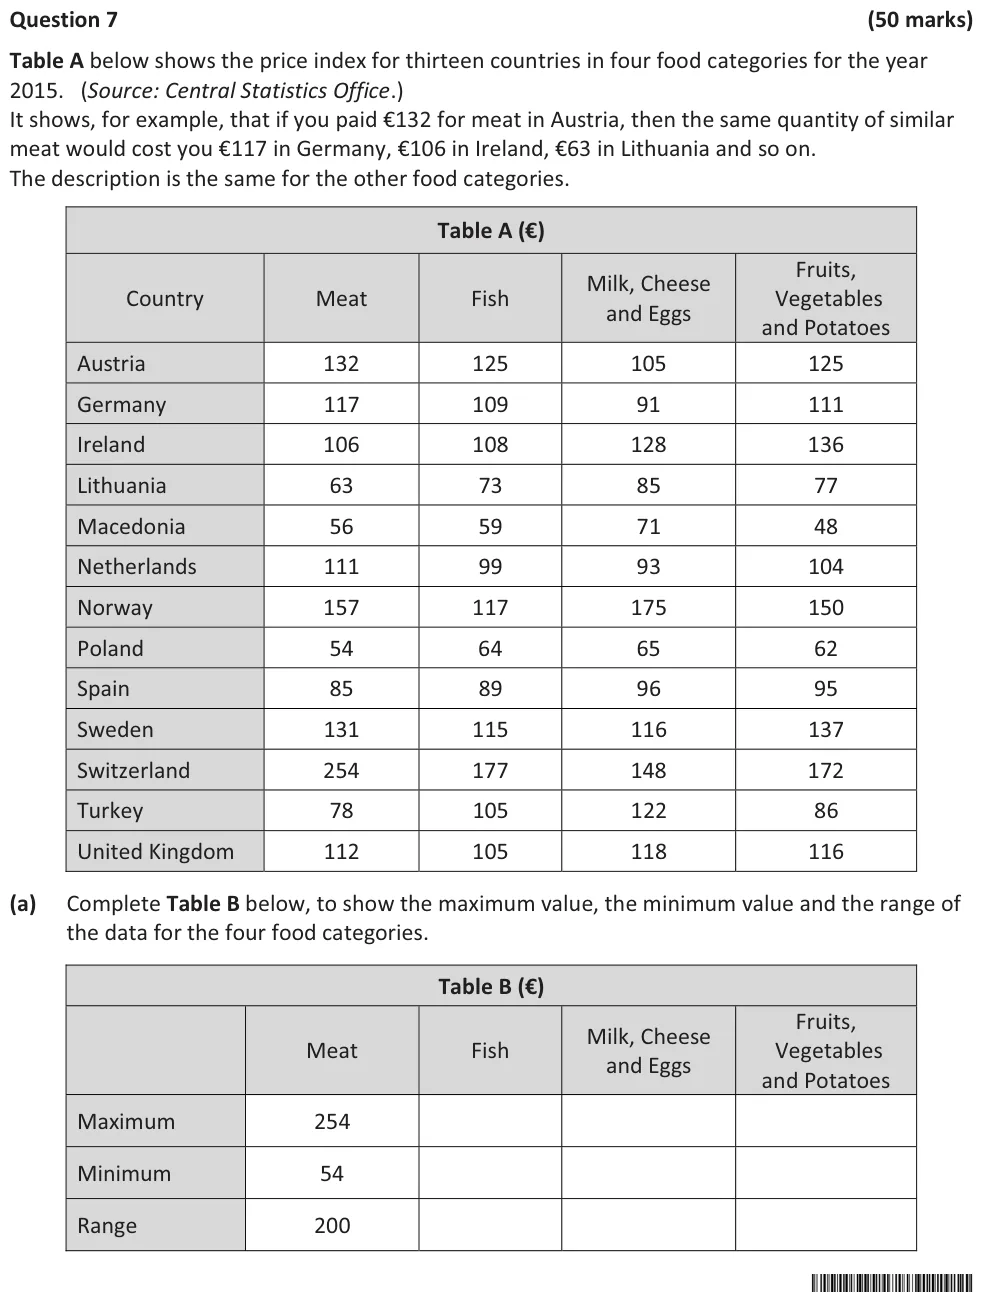 Question 7 (50 marks)
Table A below shows the price index for thirteen countries in four food categories for the year
2015. (Source: Central Statistics Office.)
It shows, for example, that if you paid €132 for meat in Austria, then the same quantity of similar
meat would cost you €117 in Germany, €106 in Ireland, €63 in Lithuania and so on.
The description is the same for the other food categories.
Table A (€)
Country Meat Fish Milk, Cheese and Eggs Fruits, Vegetables and Potatoes
Austria 132 125 105 125
Germany 117 109 91 111
Ireland 106 108 128 136
Lithuania 63 73 85 77
Macedonia 56 59 71 48
Netherlands 111 99 93 104
Norway 157 117 175 150
Poland 54 64 65 62
Spain 85 89 96 95
Sweden 131 115 116 137
Switzerland 254 177 148 172
Turkey 78 105 122 86
United Kingdom 112 105 118 116
(a) Complete Table B below, to show the maximum value, the minimum value and the range of
the data for the four food categories.
Table B (€)
Meat Fish Milk, Cheese and Eggs Fruits, Vegetables and Potatoes
Maximum 254
Minimum 54
Range 200